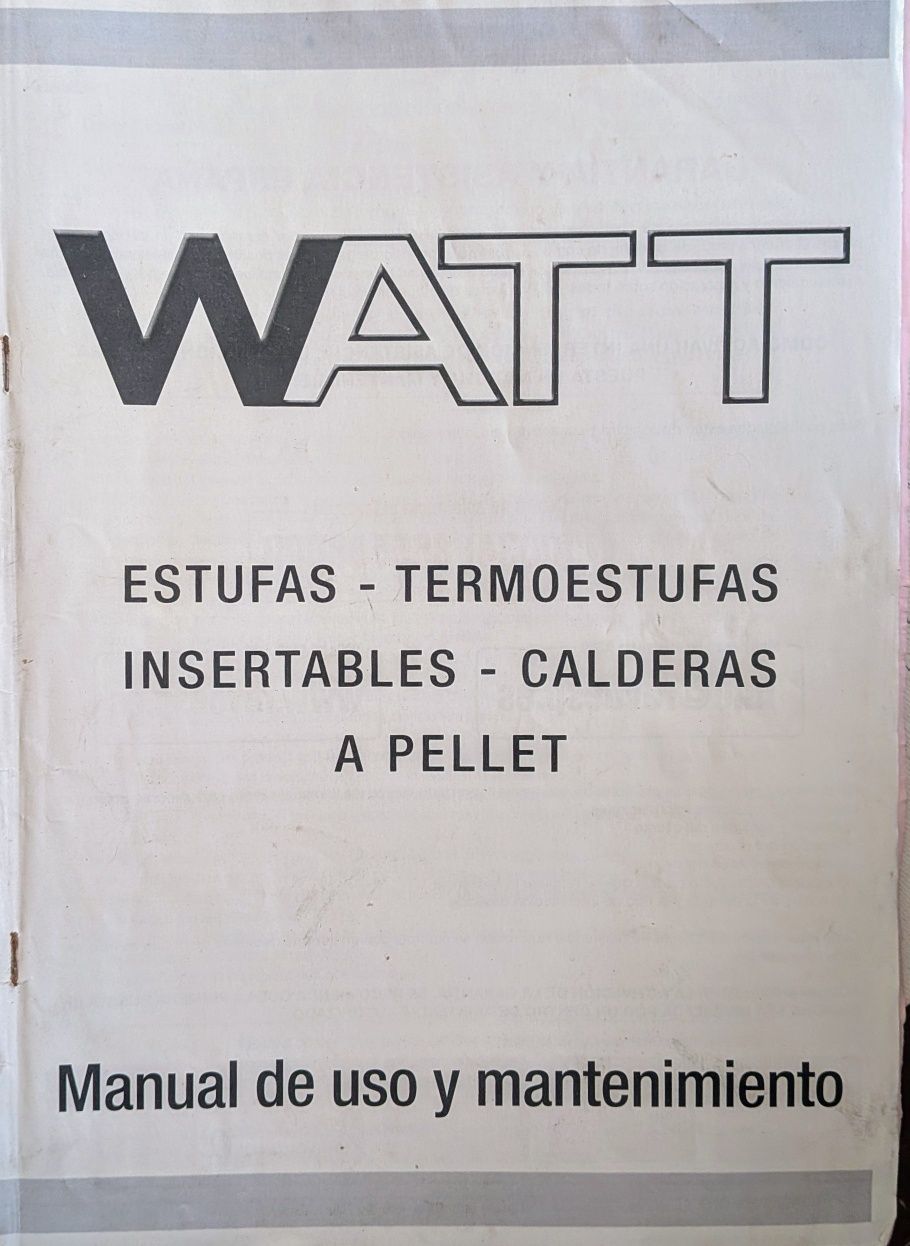 WATT
ESTUFAS - TERMOESTUFAS
INSERTABLES - CALDERAS
A PELLET
Manual de uso y mantenimiento